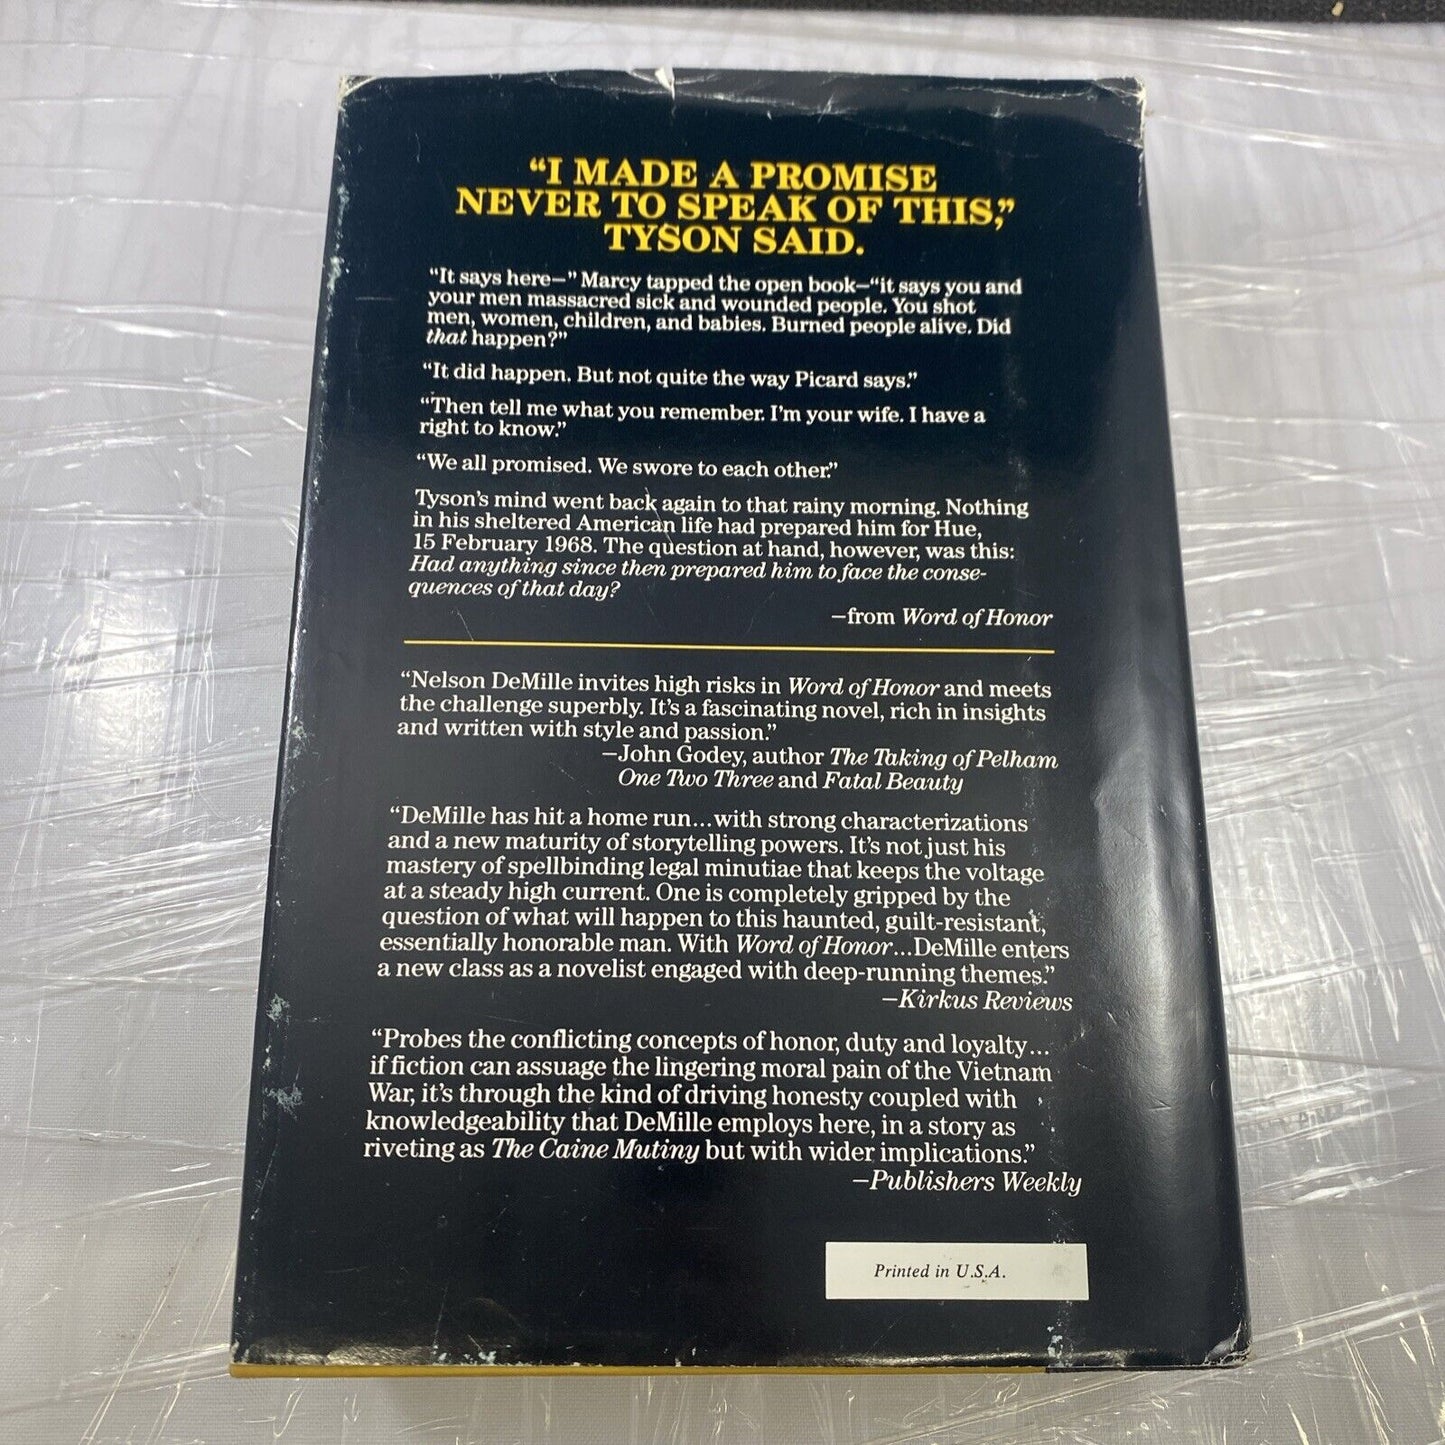 “I MADE A PROMISE
NEVER TO SPEAK OF THIS,”
TYSON SAID.
“It says here—” Marcy tapped the open book—“it says you and
your men massacred sick and wounded people. You shot
men, women, children, and babies. Burned people alive. Did
that happen?”
“It did happen. But not quite the way Picard says.”
“Then tell me what you remember. I’m your wife. I have a
right to know.”
“We all promised. We swore to each other.”
Tyson’s mind went back again to that rainy morning. Nothing
in his sheltered American life had prepared him for Hue,
15 February 1968. The question at hand, however, was this:
Had anything since then prepared him to face the conse-
quences of that day?
—from Word of Honor
“Nelson DeMille invites high risks in Word of Honor and meets
the challenge superbly. It’s a fascinating novel, rich in insights
and written with style and passion.”
—John Godey, author The Taking of Pelham
One Two Three and Fatal Beauty
“DeMille has hit a home run...with strong characterizations
and a new maturity of storytelling powers. It’s not just his
mastery of spellbinding legal minutiae that keeps the voltage
at a steady high current. One is completely gripped by the
question of what will happen to this haunted, guilt-resistant,
essentially honorable man. With Word of Honor...DeMille enters
a new class as a novelist engaged with deep-running themes.”
—Kirkus Reviews
“Probes the conflicting concepts of honor, duty and loyalty...
if fiction can assuage the lingering moral pain of the Vietnam
War, it’s through the kind of driving honesty coupled with
knowledgeability that DeMille employs here, in a story as
riveting as The Caine Mutiny but with wider implications.”
—Publishers Weekly
Printed in U.S.A.